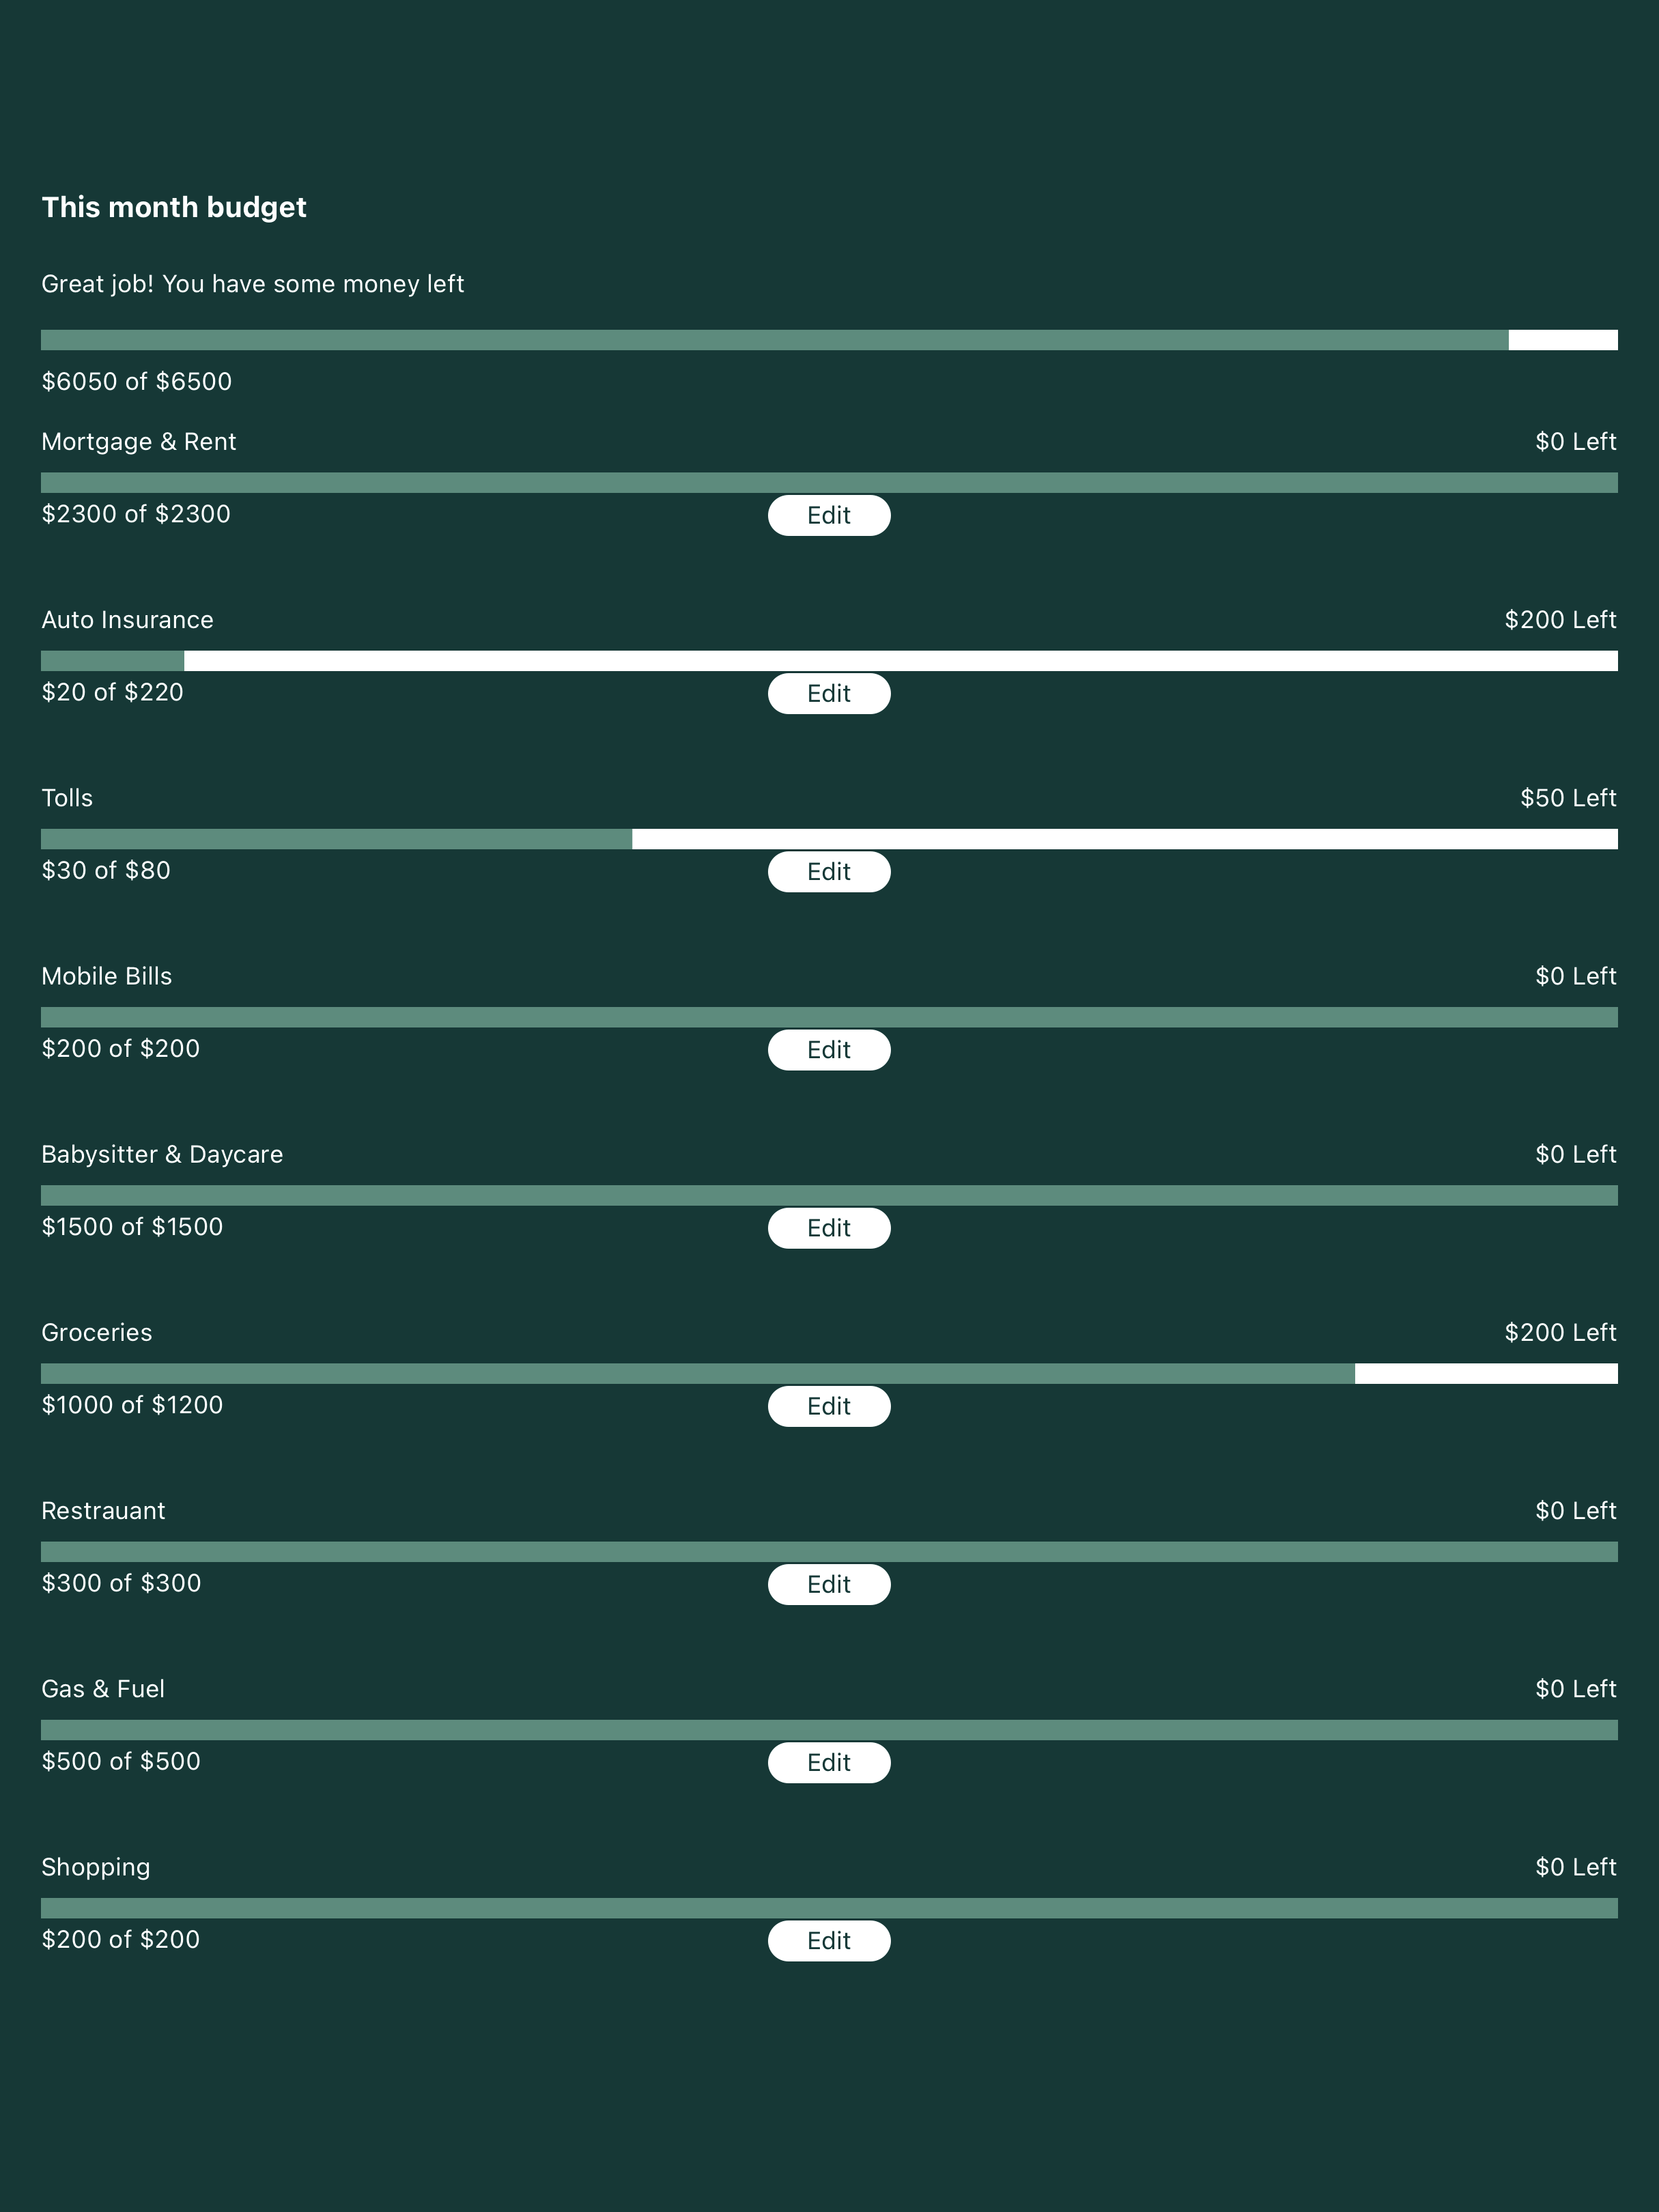 This month budget
Great job! You have some money left
$6050 of $6500
Mortgage & Rent $0 Left
$2300 of $2300 Edit
Auto Insurance $200 Left
$20 of $220 Edit
Tolls $50 Left
$30 of $80 Edit
Mobile Bills $0 Left
$200 of $200 Edit
Babysitter & Daycare $0 Left
$1500 of $1500 Edit
Groceries $200 Left
$1000 of $1200 Edit
Restrauant $0 Left
$300 of $300 Edit
Gas & Fuel $0 Left
$500 of $500 Edit
Shopping $0 Left
$200 of $200 Edit